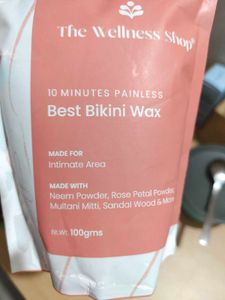 The Wellness Shop®
10 MINUTES PAINLESS
Best Bikini Wax
MADE FOR
Intimate Area
MADE WITH
Neem Powder, Rose Petal Powder,
Multani Mitti, Sandal Wood & More
Nt.Wt: 100gms